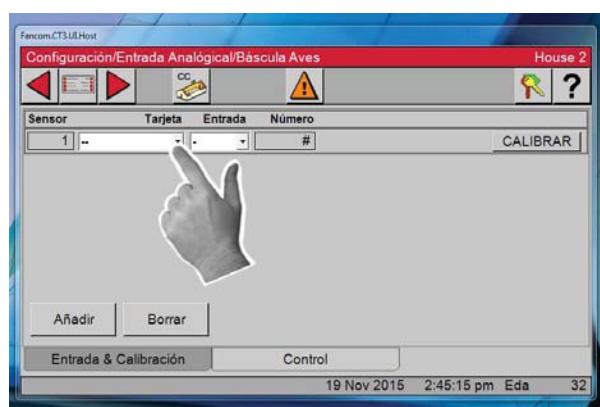 Fancom.CT3.UI.Host
Configuración/Entrada Analógical/Báscula Aves House 2
CC
?
Sensor Tarjeta Entrada Número
1 -- - # CALIBRAR
Añadir Borrar
Entrada & Calibración Control
19 Nov 2015 2:45:15 pm Eda 32